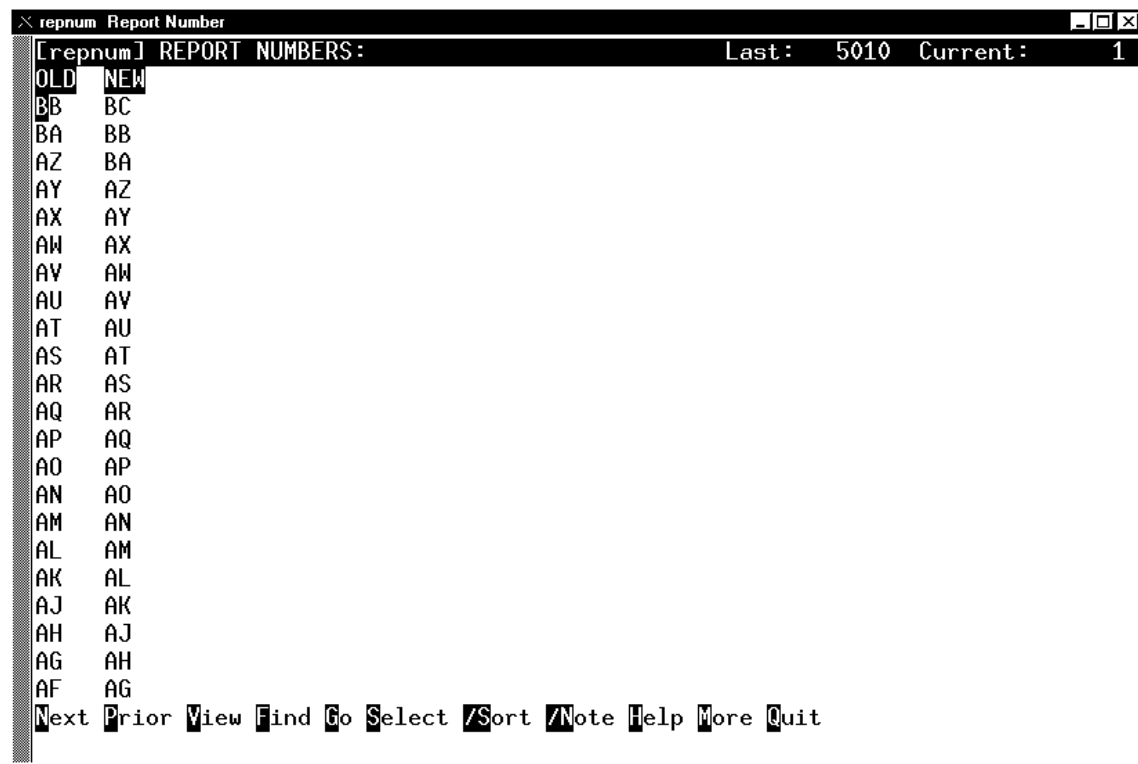 repnum Report Number
[repnum] REPORT NUMBERS: Last: 5010 Current: 1
OLD NEW
BB BC
BA BB
AZ BA
AY AZ
AX AY
AW AX
AV AW
AU AV
AT AU
AS AT
AR AS
AQ AR
AP AQ
AO AP
AN AO
AM AN
AL AM
AK AL
AJ AK
AH AJ
AG AH
AF AG
Next Prior View Find Go Select /Sort /Note Help More Quit